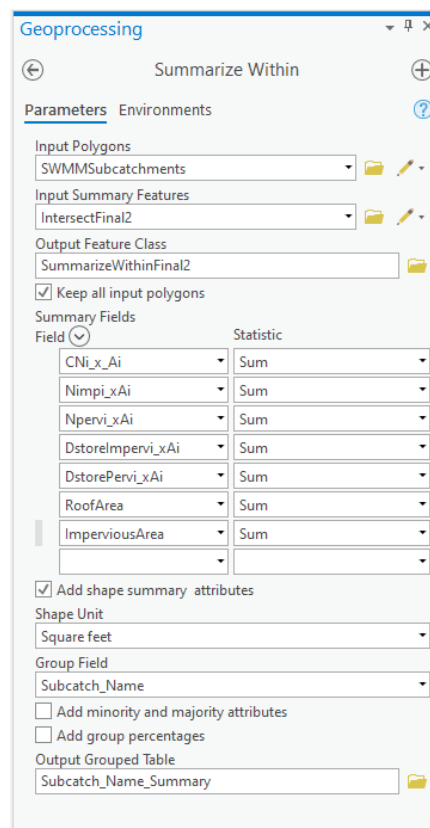 Geoprocessing
Summarize Within
Parameters Environments
Input Polygons
SWMMSubcatchments
Input Summary Features
IntersectFinal2
Output Feature Class
SummarizeWithinFinal2
Keep all input polygons
Summary Fields
Field Statistic
CNi_x_Ai Sum
Nimpi_xAi Sum
Npervi_xAi Sum
DstoreImpervi_xAi Sum
DstorePervi_xAi Sum
RoofArea Sum
ImperviousArea Sum
Add shape summary attributes
Shape Unit
Square feet
Group Field
Subcatch_Name
Add minority and majority attributes
Add group percentages
Output Grouped Table
Subcatch_Name_Summary